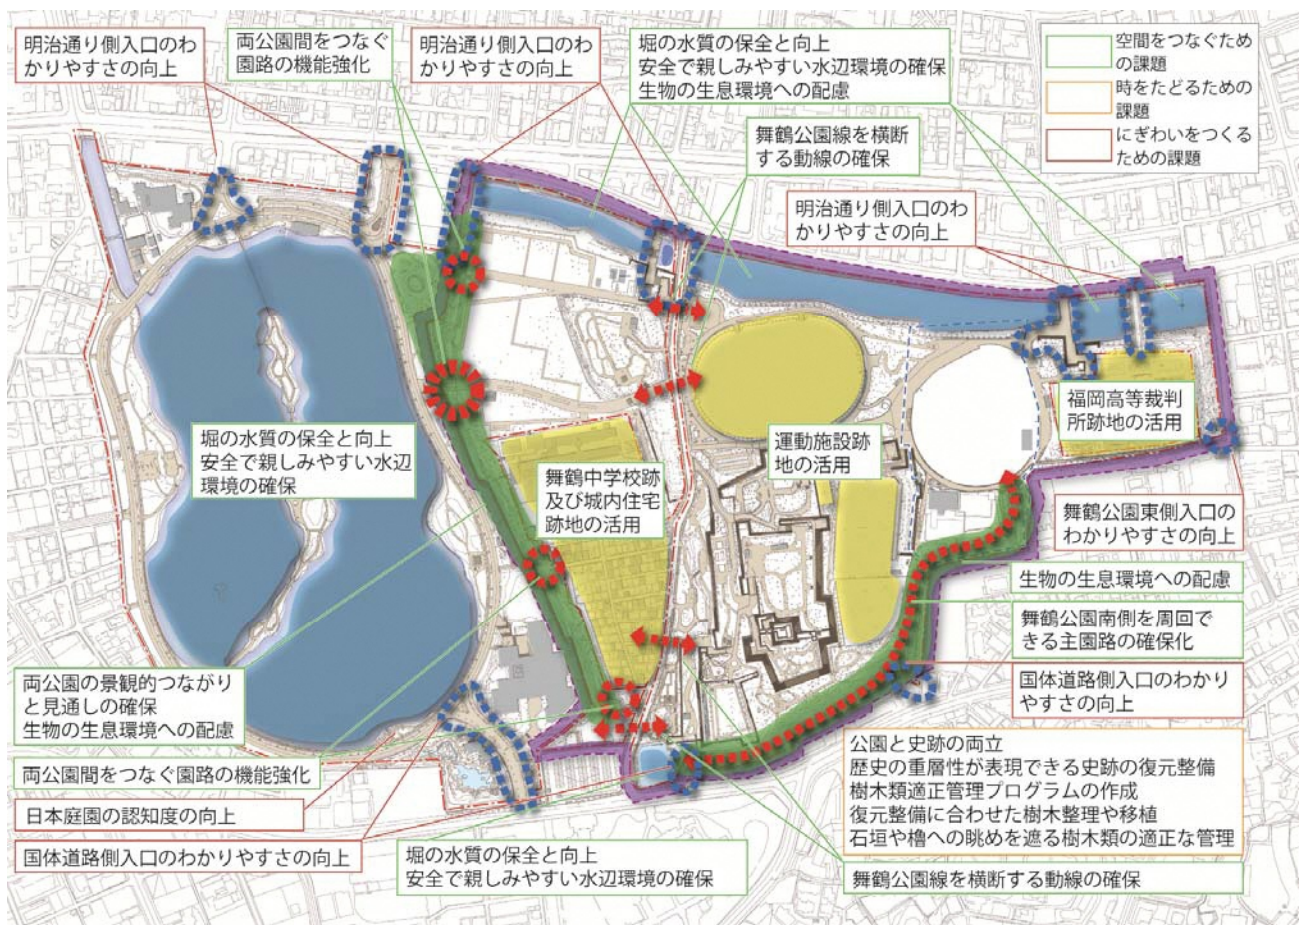 明治通り側入口のわ
かりやすさの向上
両公園間をつなぐ
園路の機能強化
明治通り側入口のわ
かりやすさの向上
堀の水質の保全と向上
安全で親しみやすい水辺環境の確保
生物の生息環境への配慮
空間をつなぐため
の課題
時をたどるための
課題
にぎわいをつくる
ための課題
舞鶴公園線を横断
する動線の確保
明治通り側入口のわ
かりやすさの向上
福岡高等裁判
所跡地の活用
堀の水質の保全と向上
安全で親しみやすい水辺
環境の確保
運動施設跡
地の活用
舞鶴中学校跡
及び城内住宅
跡地の活用
舞鶴公園東側入口の
わかりやすさの向上
生物の生息環境への配慮
舞鶴公園南側を周回で
きる主園路の確保化
国体道路側入口のわかり
やすさの向上
両公園の景観的つながり
と見通しの確保
生物の生息環境への配慮
両公園間をつなぐ園路の機能強化
日本庭園の認知度の向上
国体道路側入口のわかりやすさの向上
公園と史跡の両立
歴史の重層性が表現できる史跡の復元整備
樹木類適正管理プログラムの作成
復元整備に合わせた樹木整理や移植
石垣や櫓への眺めを遮る樹木類の適正な管理
堀の水質の保全と向上
安全で親しみやすい水辺環境の確保
舞鶴公園線を横断する動線の確保